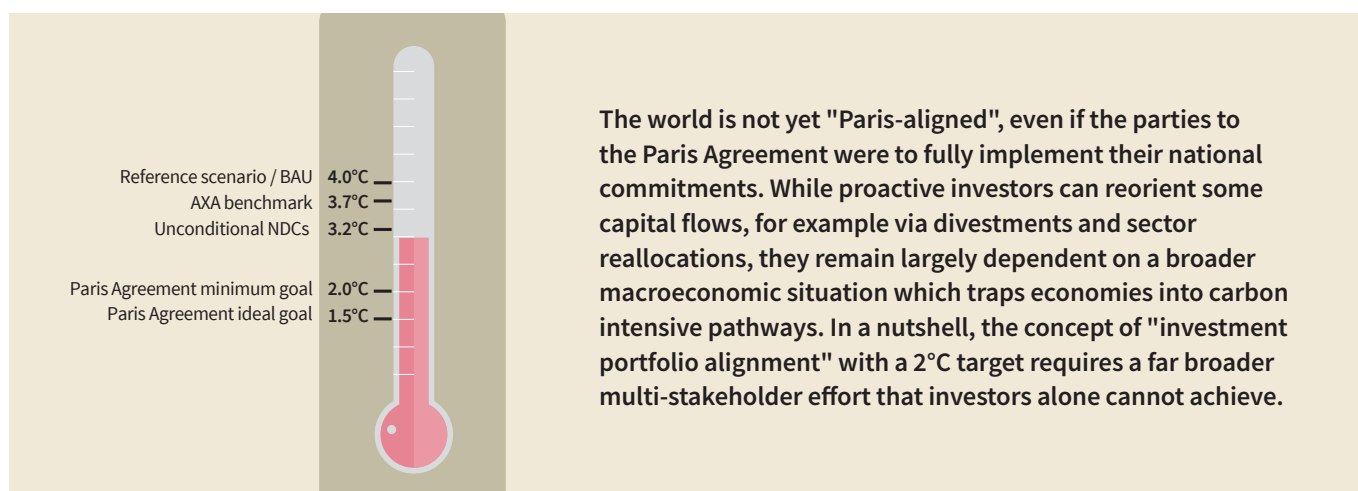 Reference scenario / BAU 4.0°C
AXA benchmark 3.7°C
Unconditional NDCs 3.2°C
Paris Agreement minimum goal 2.0°C
Paris Agreement ideal goal 1.5°C
The world is not yet "Paris-aligned", even if the parties to
the Paris Agreement were to fully implement their national
commitments. While proactive investors can reorient some
capital flows, for example via divestments and sector
reallocations, they remain largely dependent on a broader
macroeconomic situation which traps economies into carbon
intensive pathways. In a nutshell, the concept of "investment
portfolio alignment" with a 2°C target requires a far broader
multi-stakeholder effort that investors alone cannot achieve.